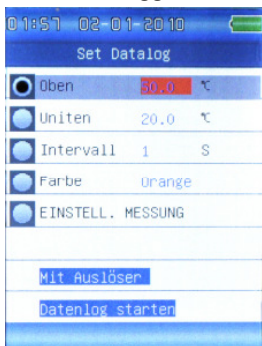 01:57 02-01-2010
Set Datalog
Oben 50.0 ℃
Uniten 20.0 ℃
Intervall 1 S
Farbe Orange
EINSTELL. MESSUNG
Mit Auslöser
Datenlog starten